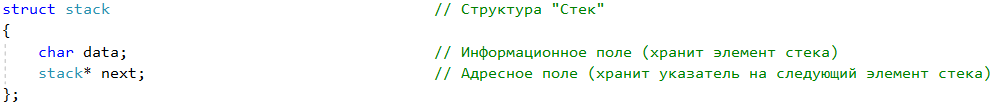 struct stack // Структура "Стек"
{
char data; // Информационное поле (хранит элемент стека)
stack* next; // Адресное поле (хранит указатель на следующий элемент стека)
};